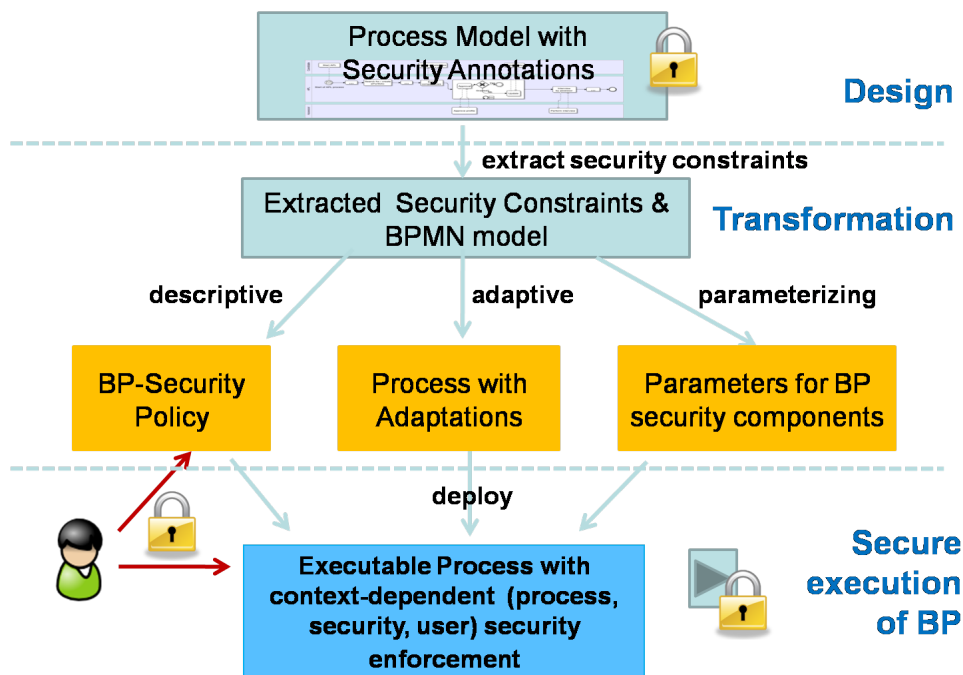 Process Model with
Security Annotations
Design
extract security constraints
Extracted Security Constraints &
BPMN model
Transformation
descriptive
adaptive
parameterizing
BP-Security
Policy
Process with
Adaptations
Parameters for BP
security components
deploy
Executable Process with
context-dependent (process,
security, user) security
enforcement
Secure
execution
of BP